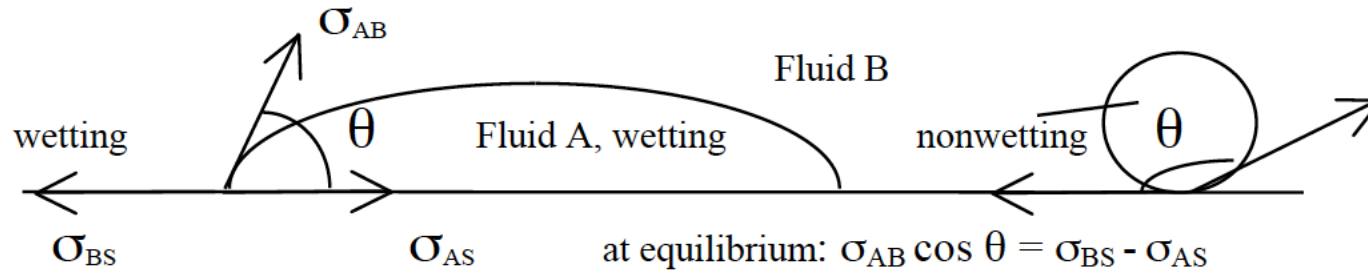 σAB
Fluid B
wetting θ Fluid A, wetting nonwetting θ
σBS σAS at equilibrium: σAB cos θ = σBS - σAS